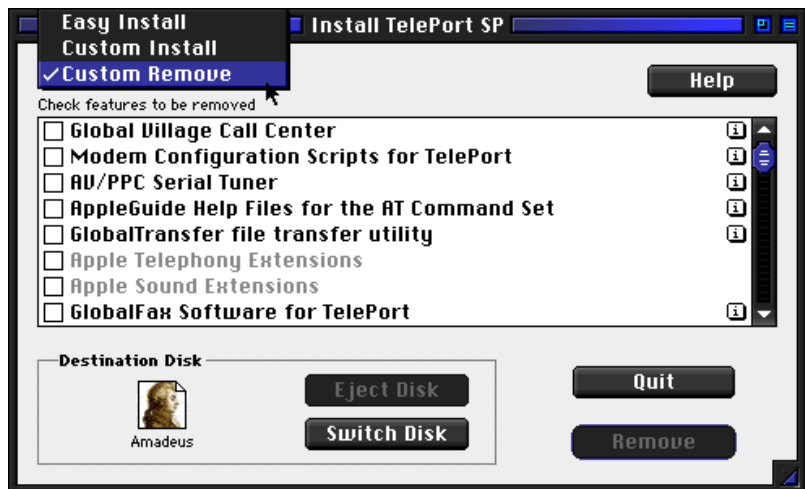 Easy Install
Install TelePort SP
Custom Install
✓Custom Remove
Help
Check features to be removed
Global Village Call Center
Modem Configuration Scripts for TelePort
AV/PPC Serial Tuner
AppleGuide Help Files for the AT Command Set
GlobalTransfer file transfer utility
Apple Telephony Extensions
Apple Sound Extensions
GlobalFax Software for TelePort
Destination Disk
Eject Disk
Quit
Amadeus
Switch Disk
Remove